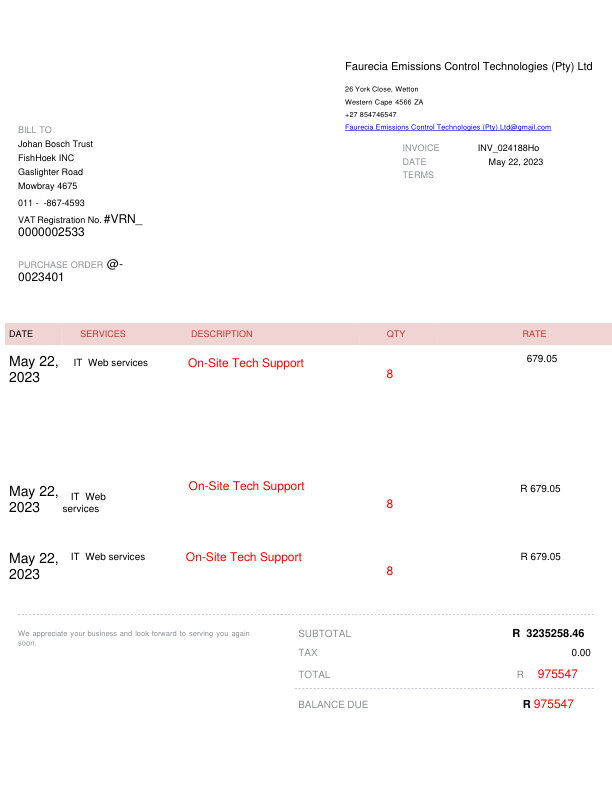 Faurecia Emissions Control Technologies (Pty) Ltd
26 York Close, Wetton
Western Cape 4566 ZA
+27 854746547
Faurecia Emissions Control Technologies (Pty) Ltd@gmail.com
BILL TO
Johan Bosch Trust
FishHoek INC
Gaslighter Road
Mowbray 4675
011 - -867-4593
VAT Registration No. #VRN_
0000002533
PURCHASE ORDER @-
0023401
INVOICE INV_024188Ho
DATE May 22, 2023
TERMS
DATE SERVICES DESCRIPTION QTY RATE
May 22, IT Web services On-Site Tech Support 679.05
2023 8
May 22, IT Web On-Site Tech Support R 679.05
2023 services 8
May 22, IT Web services On-Site Tech Support R 679.05
2023 8
We appreciate your business and look forward to serving you again
soon.
SUBTOTAL R 3235258.46
TAX 0.00
TOTAL R 975547
BALANCE DUE R 975547